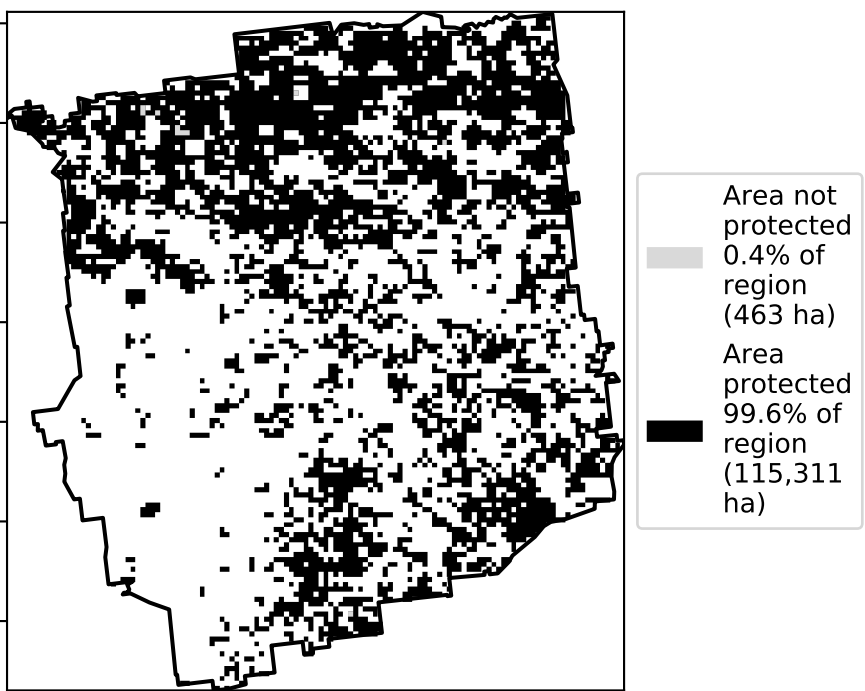 Area not
protected
0.4% of
region
(463 ha)
Area
protected
99.6% of
region
(115,311
ha)